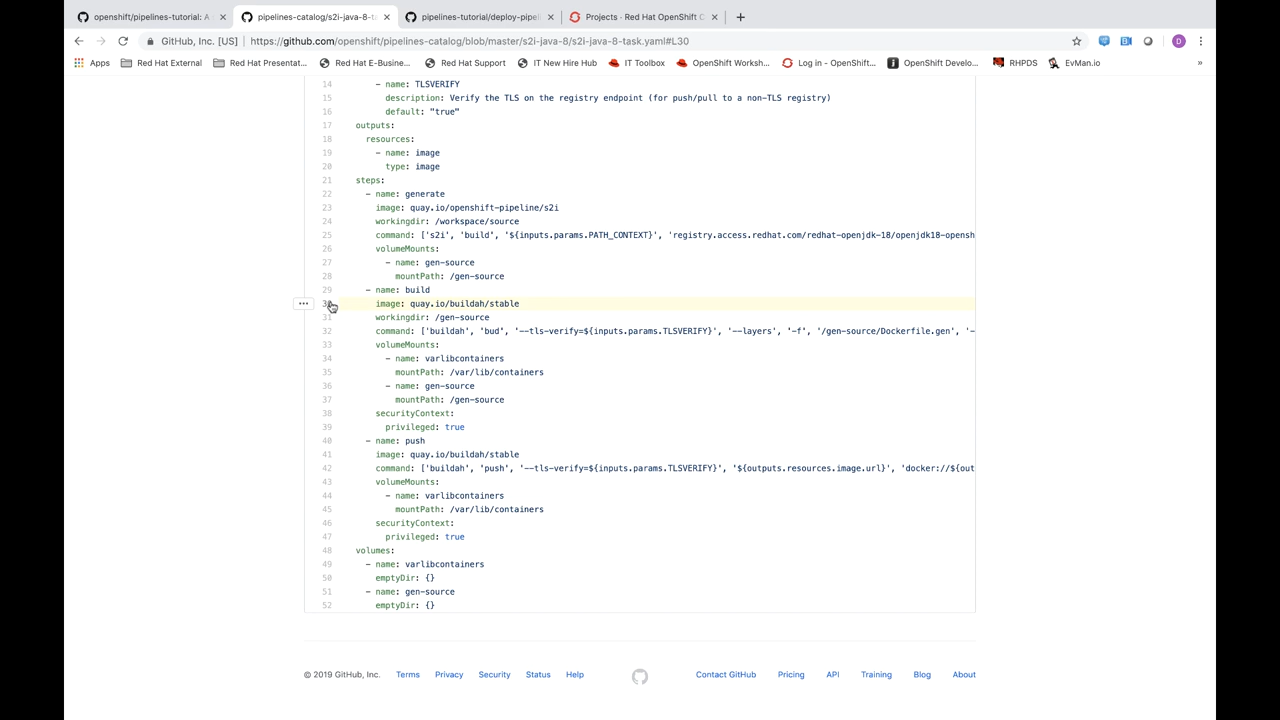 openshift/pipelines-tutorial: A
pipelines-catalog/s2i-java-8-t
pipelines-tutorial/deploy-pipel
Projects · Red Hat OpenShift C
GitHub, Inc. [US] | https://github.com/openshift/pipelines-catalog/blob/master/s2i-java-8/s2i-java-8-task.yaml#L30
D
Apps Red Hat External Red Hat Presentat... Red Hat E-Busine... Red Hat Support IT New Hire Hub IT Toolbox OpenShift Worksh... Log in - OpenShift... OpenShift Develo... RHPDS EvMan.io »
14 - name: TLSVERIFY
15 description: Verify the TLS on the registry endpoint (for push/pull to a non-TLS registry)
16 default: "true"
17 outputs:
18 resources:
19 - name: image
20 type: image
21 steps:
22 - name: generate
23 image: quay.io/openshift-pipeline/s2i
24 workingdir: /workspace/source
25 command: ['s2i', 'build', '${inputs.params.PATH_CONTEXT}', 'registry.access.redhat.com/redhat-openjdk-18/openjdk18-opensh
26 volumeMounts:
27 - name: gen-source
28 mountPath: /gen-source
29 - name: build
30 image: quay.io/buildah/stable
31 workingdir: /gen-source
32 command: ['buildah', 'bud', '--tls-verify=${inputs.params.TLSVERIFY}', '--layers', '-f', '/gen-source/Dockerfile.gen', '-
33 volumeMounts:
34 - name: varlibcontainers
35 mountPath: /var/lib/containers
36 - name: gen-source
37 mountPath: /gen-source
38 securityContext:
39 privileged: true
40 - name: push
41 image: quay.io/buildah/stable
42 command: ['buildah', 'push', '--tls-verify=${inputs.params.TLSVERIFY}', '${outputs.resources.image.url}', 'docker://${out
43 volumeMounts:
44 - name: varlibcontainers
45 mountPath: /var/lib/containers
46 securityContext:
47 privileged: true
48 volumes:
49 - name: varlibcontainers
50 emptyDir: {}
51 - name: gen-source
52 emptyDir: {}
© 2019 GitHub, Inc. Terms Privacy Security Status Help Contact GitHub Pricing API Training Blog About